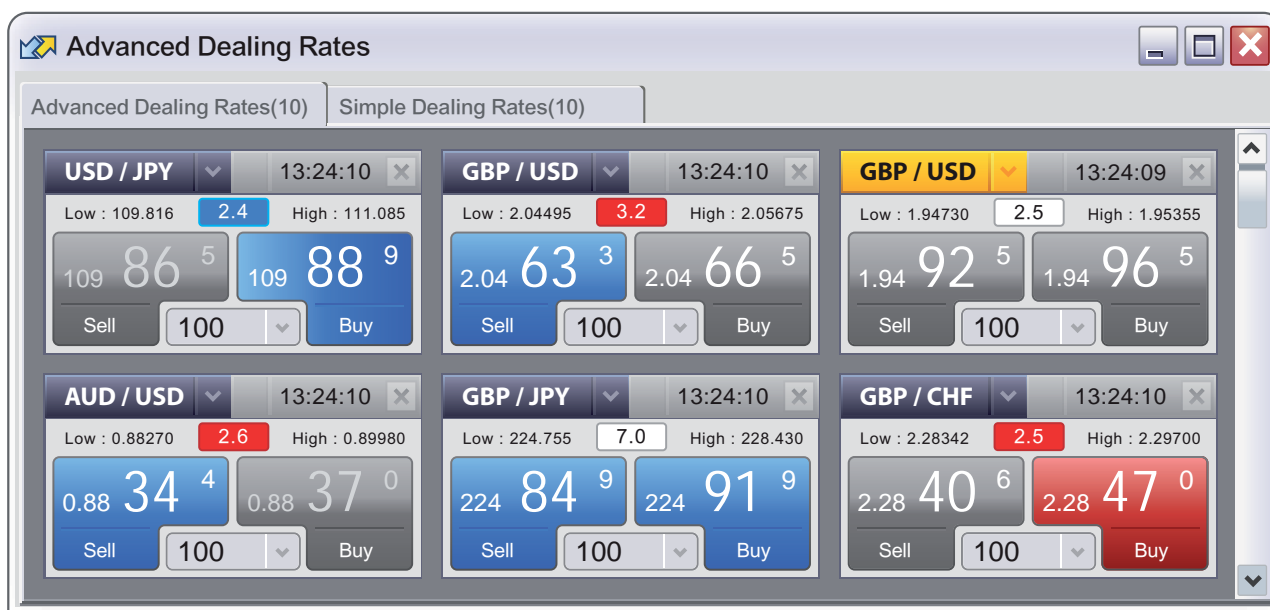 Advanced Dealing Rates
Advanced Dealing Rates(10) Simple Dealing Rates(10)
USD / JPY 13:24:10
Low : 109.816 2.4 High : 111.085
109 86 5 109 88 9
Sell 100 Buy
GBP / USD 13:24:10
Low : 2.04495 3.2 High : 2.05675
2.04 63 3 2.04 66 5
Sell 100 Buy
GBP / USD 13:24:09
Low : 1.94730 2.5 High : 1.95355
1.94 92 5 1.94 96 5
Sell 100 Buy
AUD / USD 13:24:10
Low : 0.88270 2.6 High : 0.89980
0.88 34 4 0.88 37 0
Sell 100 Buy
GBP / JPY 13:24:10
Low : 224.755 7.0 High : 228.430
224 84 9 224 91 9
Sell 100 Buy
GBP / CHF 13:24:10
Low : 2.28342 2.5 High : 2.29700
2.28 40 6 2.28 47 0
Sell 100 Buy